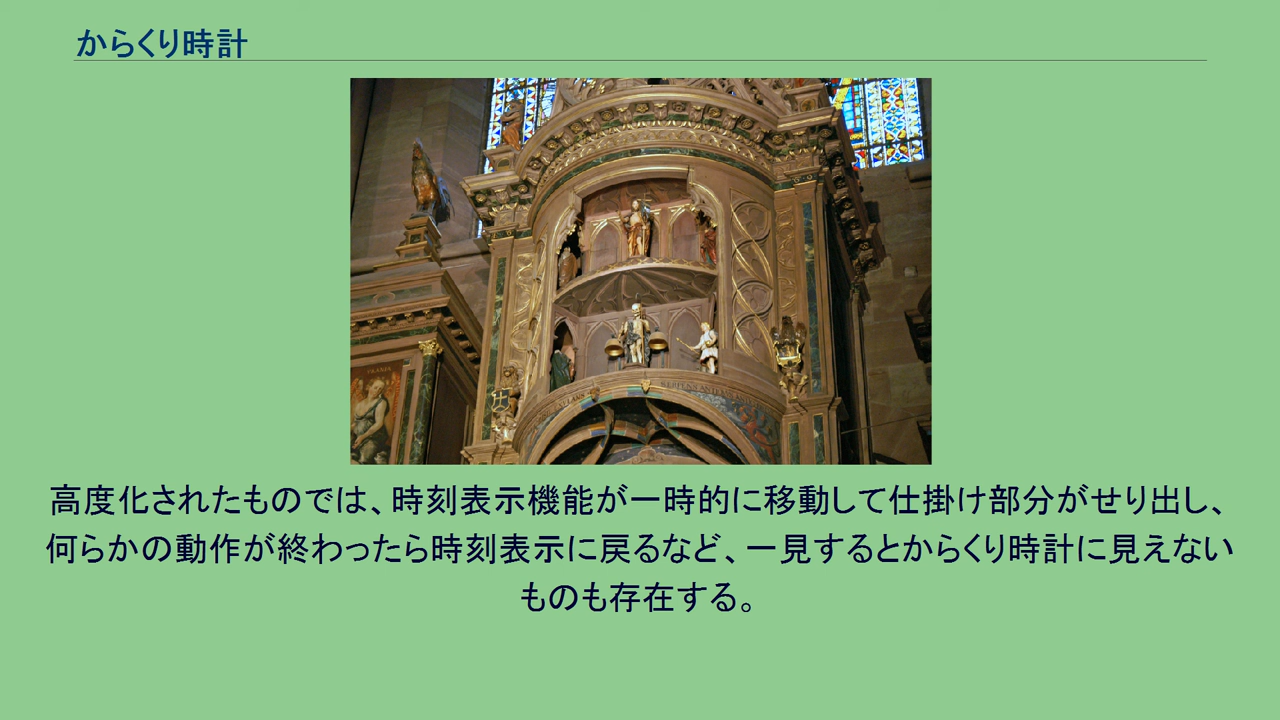 からくり時計
高度化されたものでは、時刻表示機能が一時的に移動して仕掛け部分がせり出し、
何らかの動作が終わったら時刻表示に戻るなど、一見するとからくり時計に見えない
ものも存在する。